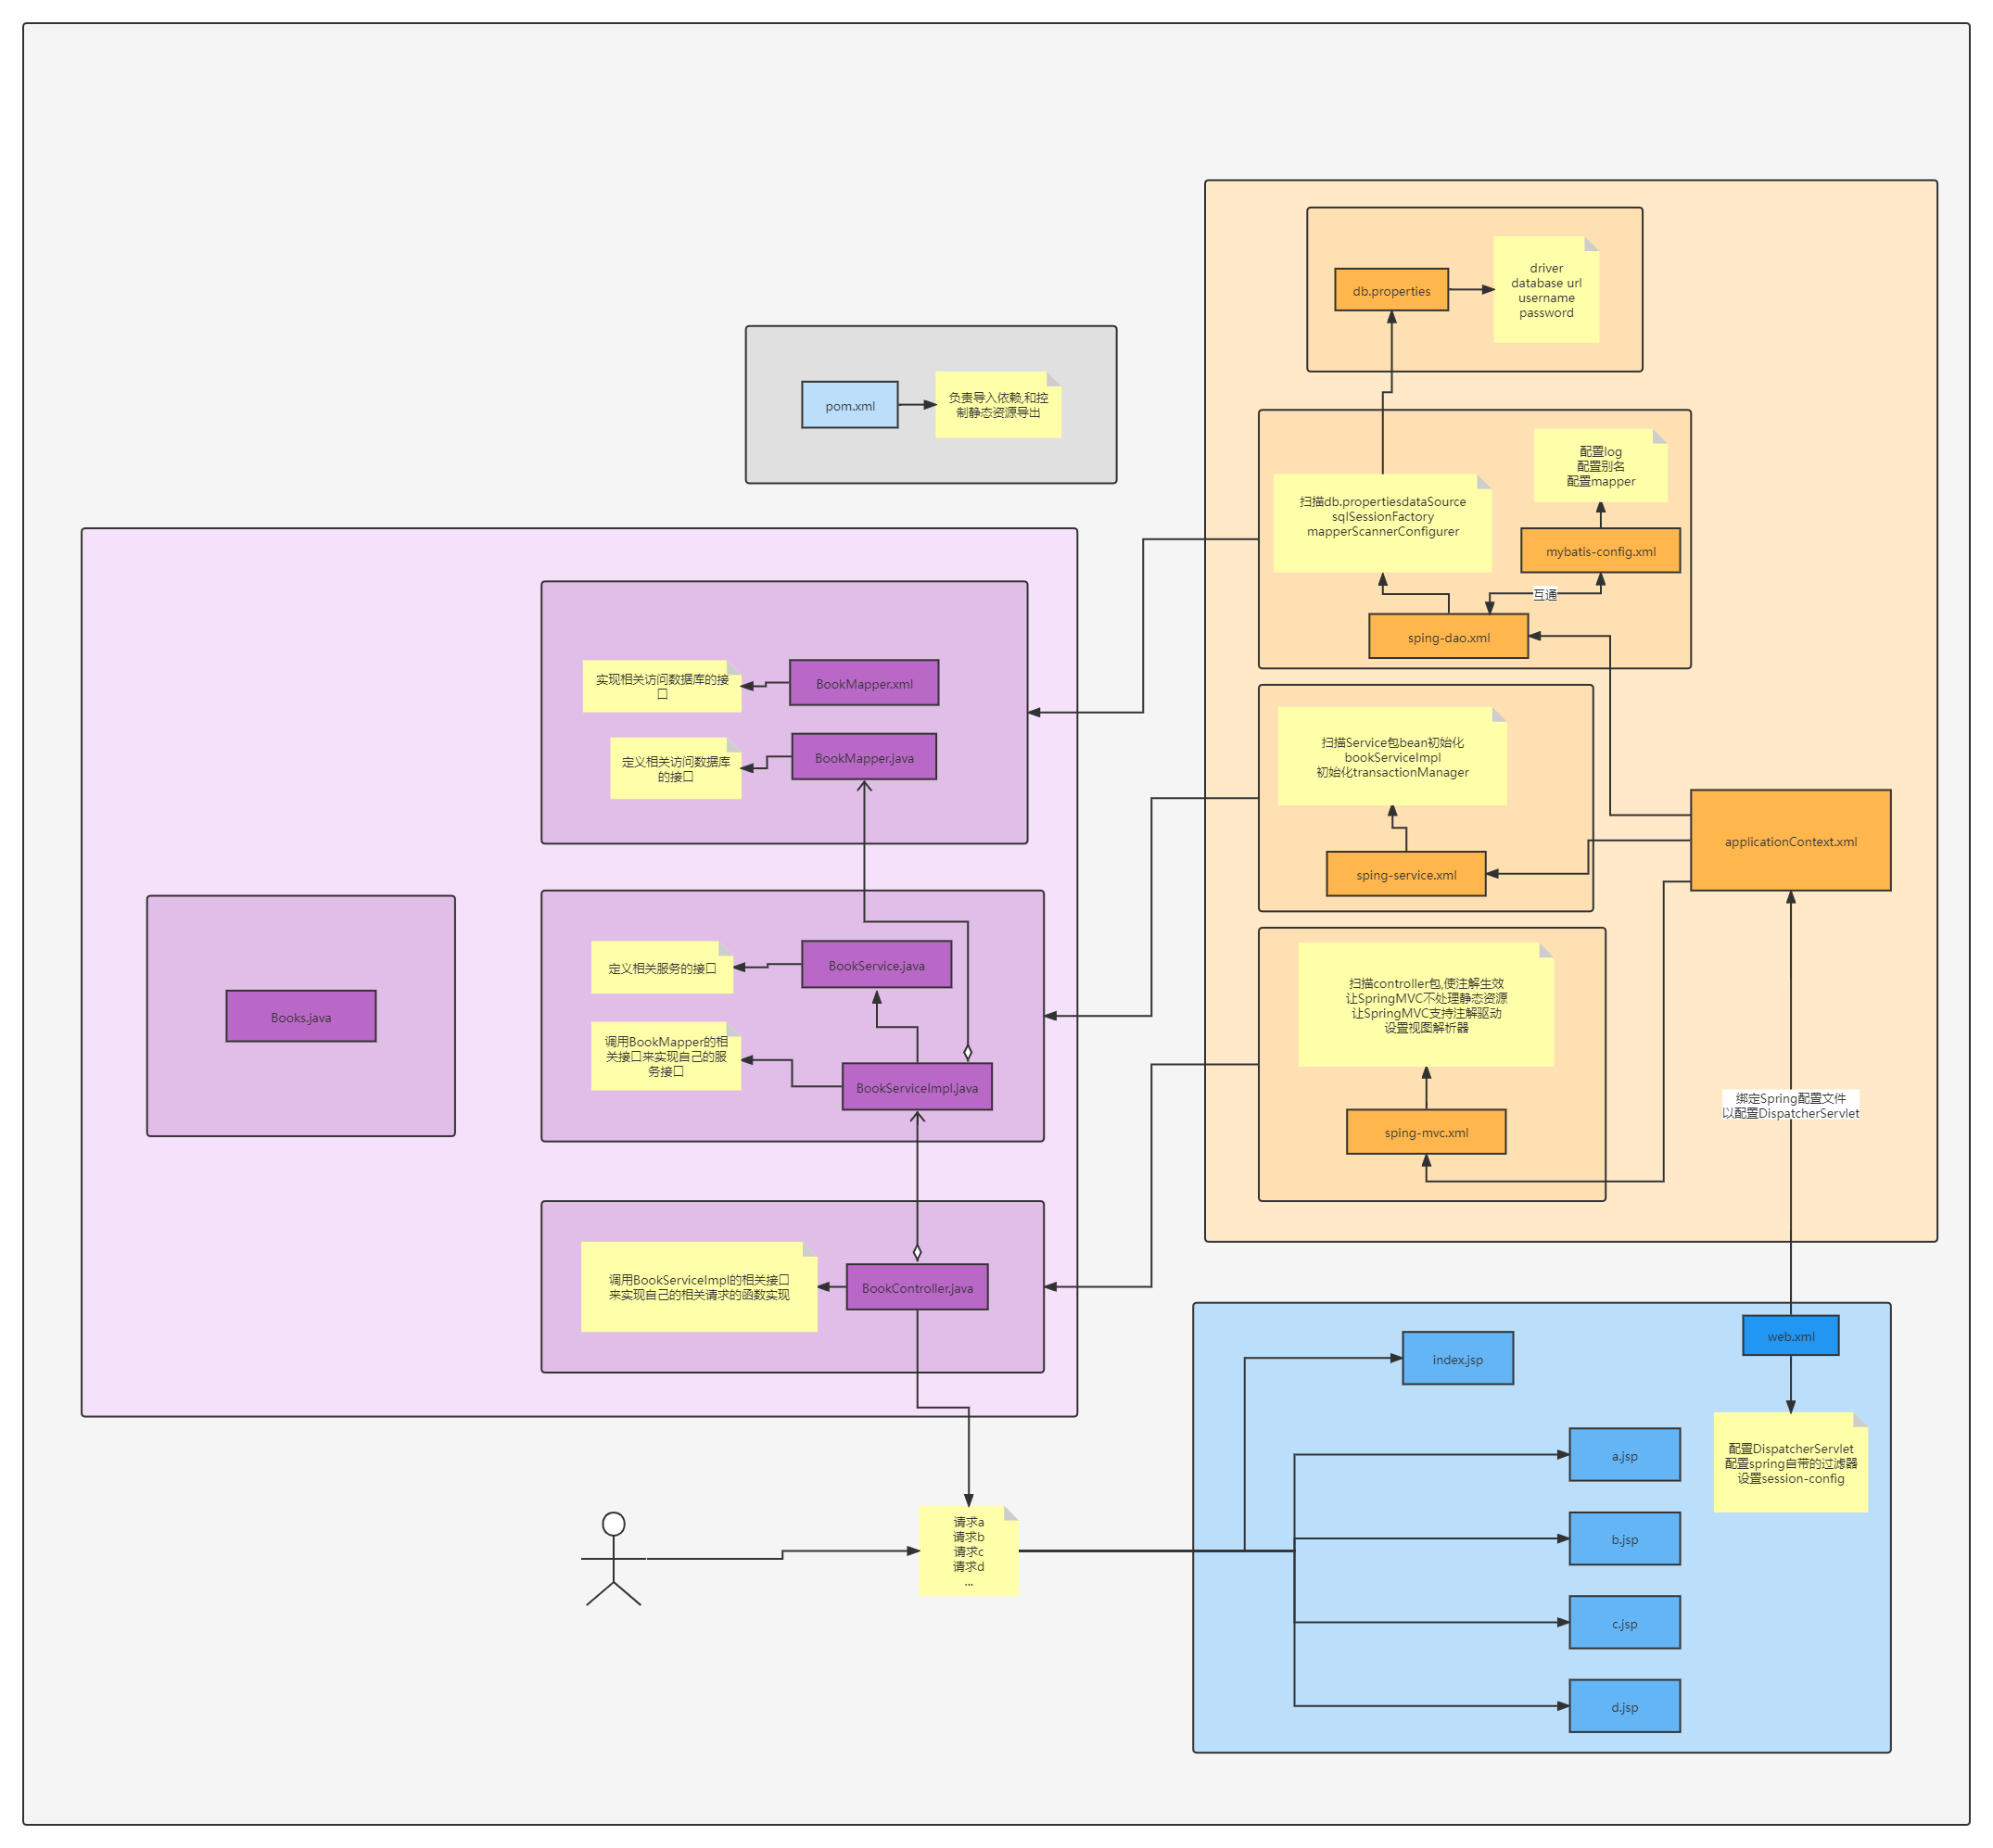 db.properties
driver
database url
username
password
pom.xml
负责导入依赖,和控
制静态资源导出
配置log
配置别名
配置mapper
扫描db.propertiesdataSource
sqlSessionFactory
mapperScannerConfigurer
mybatis-config.xml
互通
sping-dao.xml
实现相关访问数据库的接
口
BookMapper.xml
定义相关访问数据库
的接口
BookMapper.java
扫描Service包bean初始化
bookServiceImpl
初始化transactionManager
sping-service.xml
applicationContext.xml
Books.java
定义相关服务的接口
BookService.java
调用BookMapper的相
关接口来实现自己的服
务接口
BookServiceImpl.java
扫描controller包,使注解生效
让SpringMVC不处理静态资源
让SpringMVC支持注解驱动
设置视图解析器
sping-mvc.xml
绑定Spring配置文件
以配置DispatcherServlet
调用BookServiceImpl的相关接口
来实现自己的相关请求的函数实现
BookController.java
web.xml
index.jsp
配置DispatcherServlet
配置spring自带的过滤器
设置session-config
请求a
请求b
请求c
请求d
...
a.jsp
b.jsp
c.jsp
d.jsp